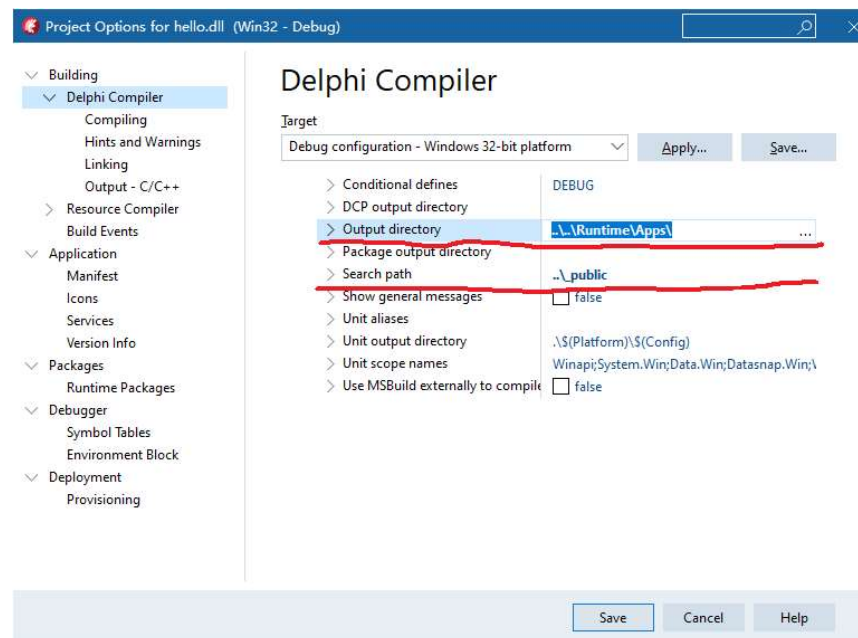 Project Options for hello.dll (Win32 - Debug)
Building
Delphi Compiler
Compiling
Hints and Warnings
Linking
Output - C/C++
Resource Compiler
Build Events
Application
Manifest
Icons
Services
Version Info
Packages
Runtime Packages
Debugger
Symbol Tables
Environment Block
Deployment
Provisioning
Delphi Compiler
Target
Debug configuration - Windows 32-bit platform
Apply...
Save...
Conditional defines DEBUG
DCP output directory
Output directory ..\..\Runtime\Apps\ ...
Package output directory
Search path ..\_public
Show general messages false
Unit aliases
Unit output directory .\$(Platform)\$(Config)
Unit scope names Winapi;System.Win;Data.Win;Datasnap.Win;\
Use MSBuild externally to compile false
Save
Cancel
Help